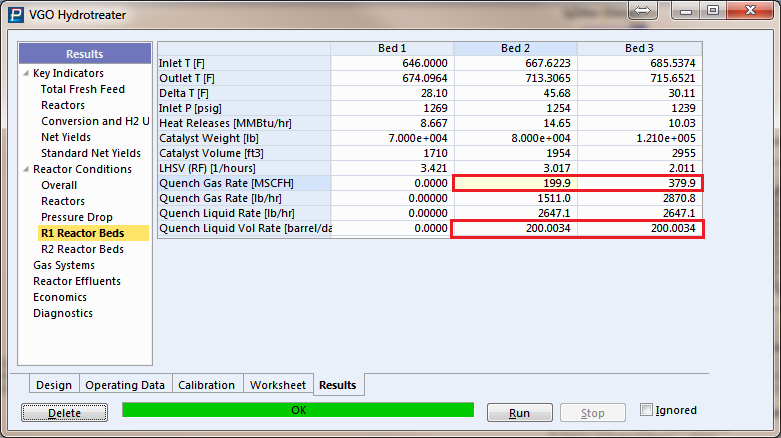 VGO Hydrotreater
Results
Key Indicators
Total Fresh Feed
Reactors
Conversion and H2 U
Net Yields
Standard Net Yields
Reactor Conditions
Overall
Reactors
Pressure Drop
R1 Reactor Beds
R2 Reactor Beds
Gas Systems
Reactor Effluents
Economics
Diagnostics
Bed 1 Bed 2 Bed 3
Inlet T [F] 646.0000 667.6223 685.5374
Outlet T [F] 674.0964 713.3065 715.6521
Delta T [F] 28.10 45.68 30.11
Inlet P [psig] 1269 1254 1239
Heat Releases [MMBtu/hr] 8.667 14.65 10.03
Catalyst Weight [lb] 7.000e+004 8.000e+004 1.210e+005
Catalyst Volume [ft3] 1710 1954 2955
LHSV (RF) [1/hours] 3.421 3.017 2.011
Quench Gas Rate [MSCFH] 0.0000 199.9 379.9
Quench Gas Rate [lb/hr) 0.00000 1511.0 2870.8
Quench Liquid Rate [lb/hr] 0.00000 2647.1 2647.1
Quench Liquid Vol Rate [barrel/da 0.0000 200.0034 200.0034
Design Operating Data Calibration Worksheet Results
Delete OK Run Stop Ignored